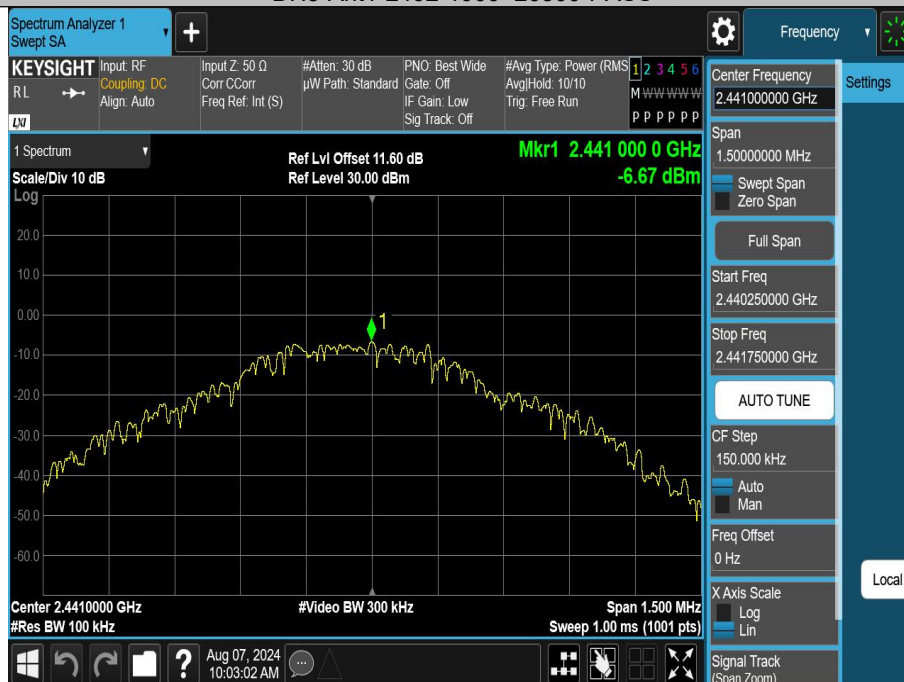 Spectrum Analyzer 1
Swept SA
+
Frequency
KEYSIGHT
RL
LXI
Input: RF
Coupling: DC
Align: Auto
Input Z: 50 Ω
Corr CCorr
Freq Ref: Int (S)
#Atten: 30 dB
µW Path: Standard
PNO: Best Wide
Gate: Off
IF Gain: Low
Sig Track: Off
#Avg Type: Power (RMS
Avg|Hold: 10/10
Trig: Free Run
1 2 3 4 5 6
M W W W W W
P P P P P P
1 Spectrum
Scale/Div 10 dB
Log
Ref Lvl Offset 11.60 dB
Ref Level 30.00 dBm
Mkr1 2.441 000 0 GHz
-6.67 dBm
20.0
10.0
0.00
-10.0
-20.0
-30.0
-40.0
-50.0
-60.0
1
Center 2.4410000 GHz
#Res BW 100 kHz
#Video BW 300 kHz
Span 1.500 MHz
Sweep 1.00 ms (1001 pts)
?
Aug 07, 2024
10:03:02 AM
Center Frequency
2.441000000 GHz
Settings
Span
1.50000000 MHz
Swept Span
Zero Span
Full Span
Start Freq
2.440250000 GHz
Stop Freq
2.441750000 GHz
AUTO TUNE
CF Step
150.000 kHz
Auto
Man
Freq Offset
0 Hz
Local
X Axis Scale
Log
Lin
Signal Track
(Span Zoom)